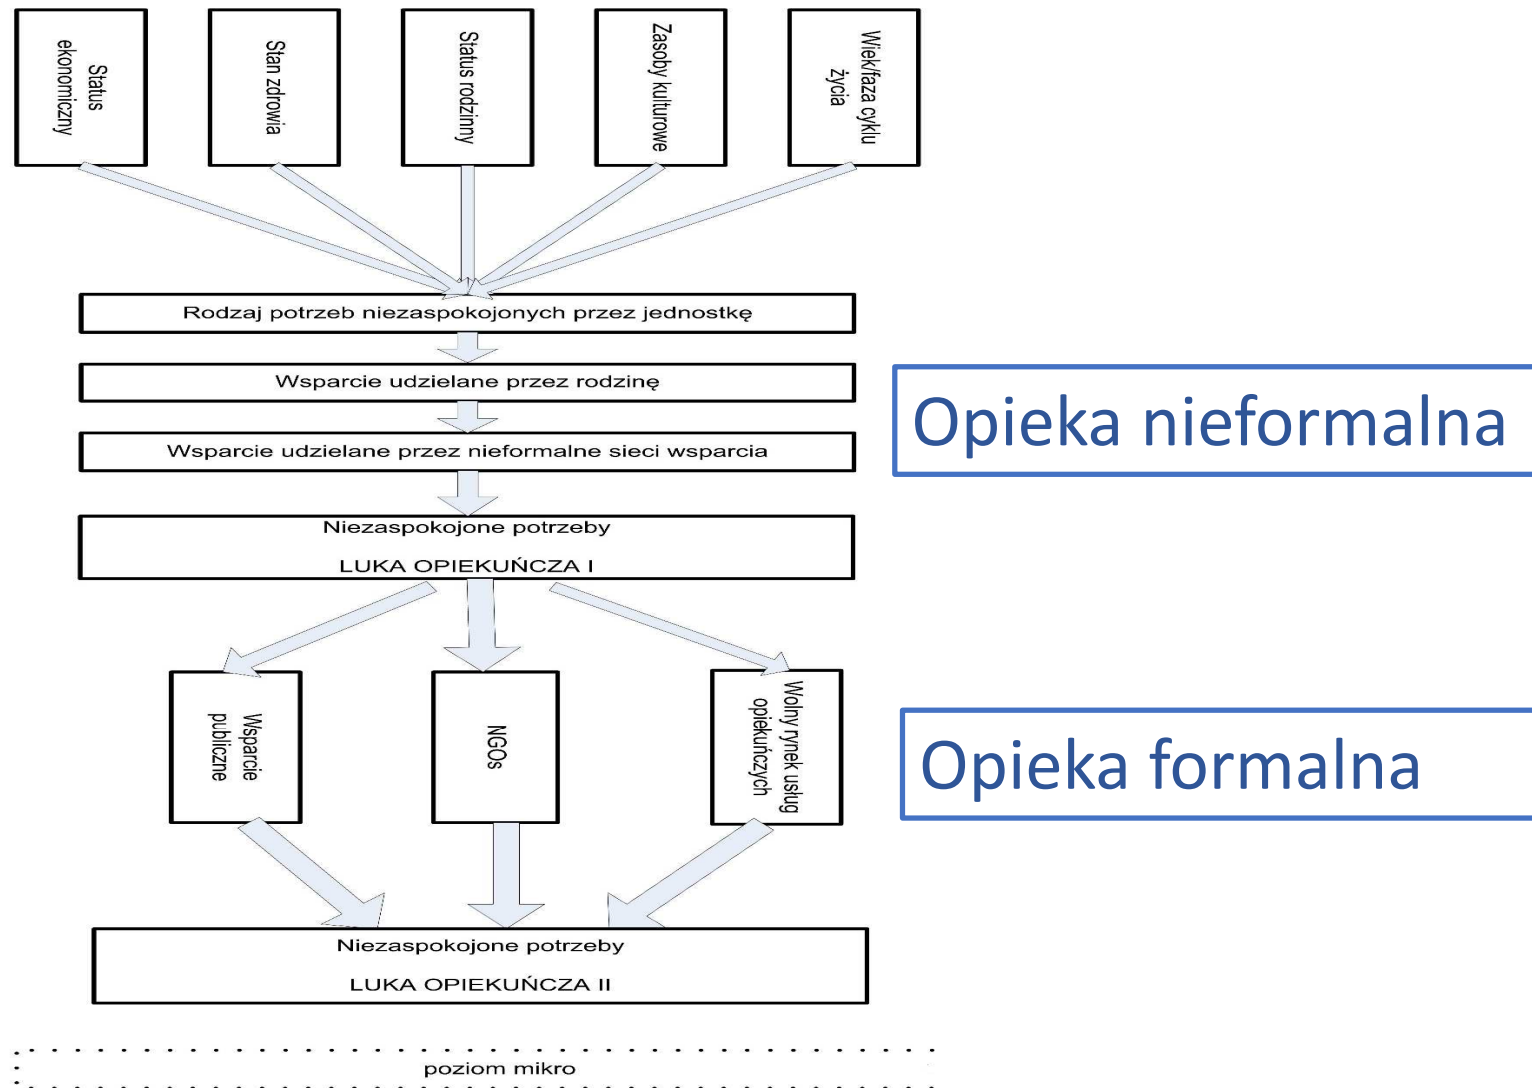 Status
ekonomiczny
Stan zdrowia
Status rodzinny
Zasoby kulturowe
Wiek/faza cyklu
życia
Rodzaj potrzeb niezaspokojonych przez jednostkę
Wsparcie udzielane przez rodzinę
Wsparcie udzielane przez nieformalne sieci wsparcia
Opieka nieformalna
Niezaspokojone potrzeby
LUKA OPIEKUŃCZA I
Wsparcie
publiczne
NGOs
Wolny rynek usług
opiekuńczych
Opieka formalna
Niezaspokojone potrzeby
LUKA OPIEKUŃCZA II
poziom mikro